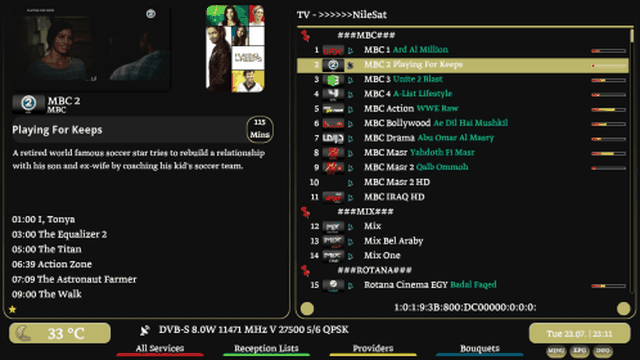 MBC 2
MBC
Playing For Keeps
115
Mins
A retired world famous soccer star tries to rebuild a relationship
with his son and ex-wife by coaching his kid's soccer team.
01:00 I, Tonya
03:00 The Equalizer 2
05:00 The Titan
06:39 Action Zone
07:09 The Astronaut Farmer
09:00 The Walk
TV - >>>>>>NileSat
###MBC###
1 MBC 1 Ard Al Million
2 MBC 2 Playing For Keeps
3 MBC 3 Unite 2 Blast
4 MBC 4 A-List Lifestyle
5 MBC Action WWE Raw
6 MBC Bollywood Ae Dil Hai Mushkil
7 MBC Drama Abu Omar Al Masry
8 MBC Masr Yahdoth Fi Masr
9 MBC Masr 2 Qalb Ommoh
10 MBC Masr 2 HD
11 MBC IRAQ HD
###MIX###
12 Mix
13 Mix Bel Araby
14 Mix One
###ROTANA###
15 Rotana Cinema EGY Badal Faqed
1:0:1:9:3B:800:DC00000:0:0:0:
33 °C
DVB-S 8.0W 11471 MHz V 27500 5/6 QPSK
Tue 23.07. | 23:11
All Services
Reception Lists
Providers
Bouquets
MENU
EPG
INFO